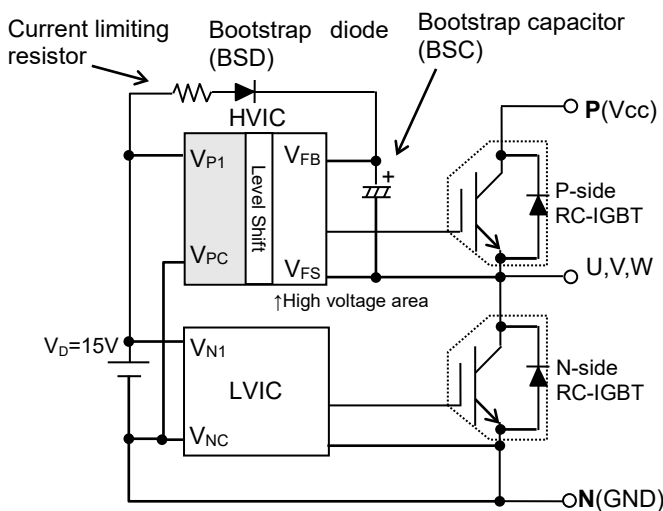 Current limiting
resistor
Bootstrap diode
(BSD)
Bootstrap capacitor
(BSC)
HVIC
P(Vcc)
VP1
Level Shift
VFB
+
P-side
RC-IGBT
VPC
VFS
U,V,W
↑High voltage area
VD=15V
VN1
LVIC
N-side
RC-IGBT
VNC
N(GND)